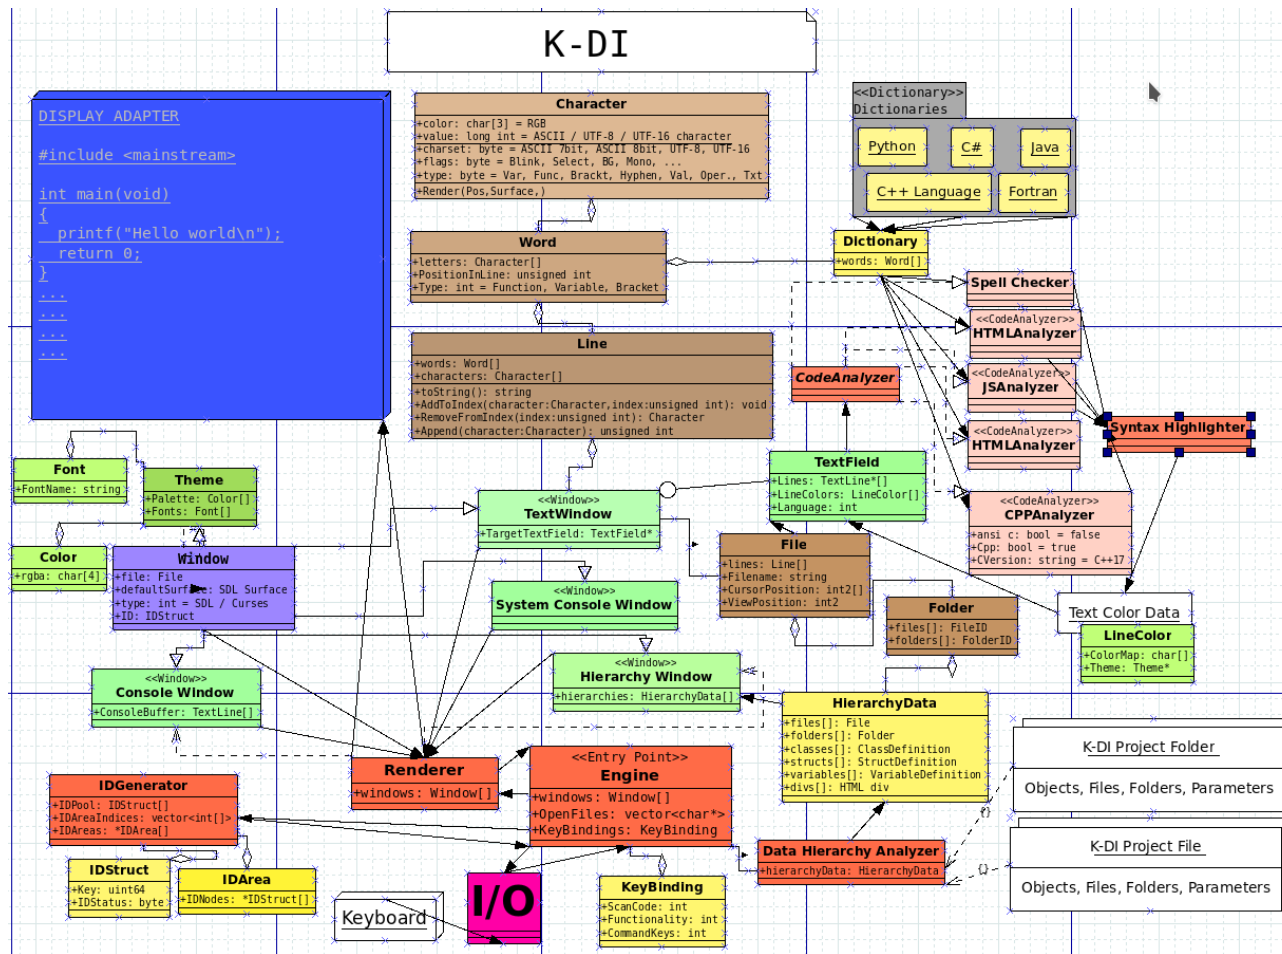 K-DI
DISPLAY ADAPTER
#include <mainstream>
int main(void)
{
printf("Hello world\n");
return 0;
}
...
...
...
...
Character
+color: char[3] = RGB
+value: long int = ASCII / UTF-8 / UTF-16 character
+charset: byte = ASCII 7bit, ASCII 8bit, UTF-8, UTF-16
+flags: byte = Blink, Select, BG, Mono, ...
+type: byte = Var, Func, Brackt, Hyphen, Val, Oper., Txt
+Render(Pos,Surface,)
<<Dictionary>>
Dictionaries
Python
C#
Java
C++ Language
Fortran
Word
+letters: Character[]
+PositionInLine: unsigned int
+Type: int = Function, Variable, Bracket
Dictionary
+words: Word[]
Spell Checker
<<CodeAnalyzer>>
HTMLAnalyzer
<<CodeAnalyzer>>
JSAnalyzer
<<CodeAnalyzer>>
HTMLAnalyzer
Line
+words: Word[]
+characters: Character[]
+toString(): string
+AddToIndex(character:Character,index:unsigned int): void
+RemoveFromIndex(index:unsigned int): Character
+Append(character:Character): unsigned int
CodeAnalyzer
Syntax Highlighter
Font
+FontName: string
Theme
+Palette: Color[]
+Fonts: Font[]
<<Window>>
TextWindow
+TargetTextField: TextField*
TextField
+Lines: TextLine*[]
+LineColors: LineColor[]
+Language: int
<<CodeAnalyzer>>
CPPAnalyzer
+ansi c: bool = false
+Cpp: bool = true
+CVersion: string = C++17
Color
+rgba: char[4]
Window
+file: File
+defaultSurface: SDL Surface
+type: int = SDL / Curses
+ID: IDStruct
<<Window>>
System Console Window
File
+lines: Line[]
+Filename: string
+CursorPosition: int2[]
+ViewPosition: int2
Folder
+files[]: FileID
+folders[]: FolderID
Text Color Data
LineColor
+ColorMap: char[]
+Theme: Theme*
<<Window>>
Console Window
+ConsoleBuffer: TextLine[]
<<Window>>
Hierarchy Window
+hierarchies: HierarchyData[]
HierarchyData
+files[]: File
+folders[]: Folder
+classes[]: ClassDefinition
+structs[]: StructDefinition
+variables[]: VariableDefinition
+divs[]: HTML div
K-DI Project Folder
Objects, Files, Folders, Parameters
{}
K-DI Project File
Objects, Files, Folders, Parameters
{}
Renderer
+windows: Window[]
<<Entry Point>>
Engine
+windows: Window[]
+OpenFiles: vector<char*>
+KeyBindings: KeyBinding
IDGenerator
+IDPool: IDStruct[]
+IDAreaIndices: vector<int[]>
+IDAreas: *IDArea[]
Data Hierarchy Analyzer
+hierarchyData: HierarchyData
IDStruct
+Key: uint64
+IDStatus: byte
IDArea
+IDNodes: *IDStruct[]
Keyboard
I/O
KeyBinding
+ScanCode: int
+Functionality: int
+CommandKeys: int